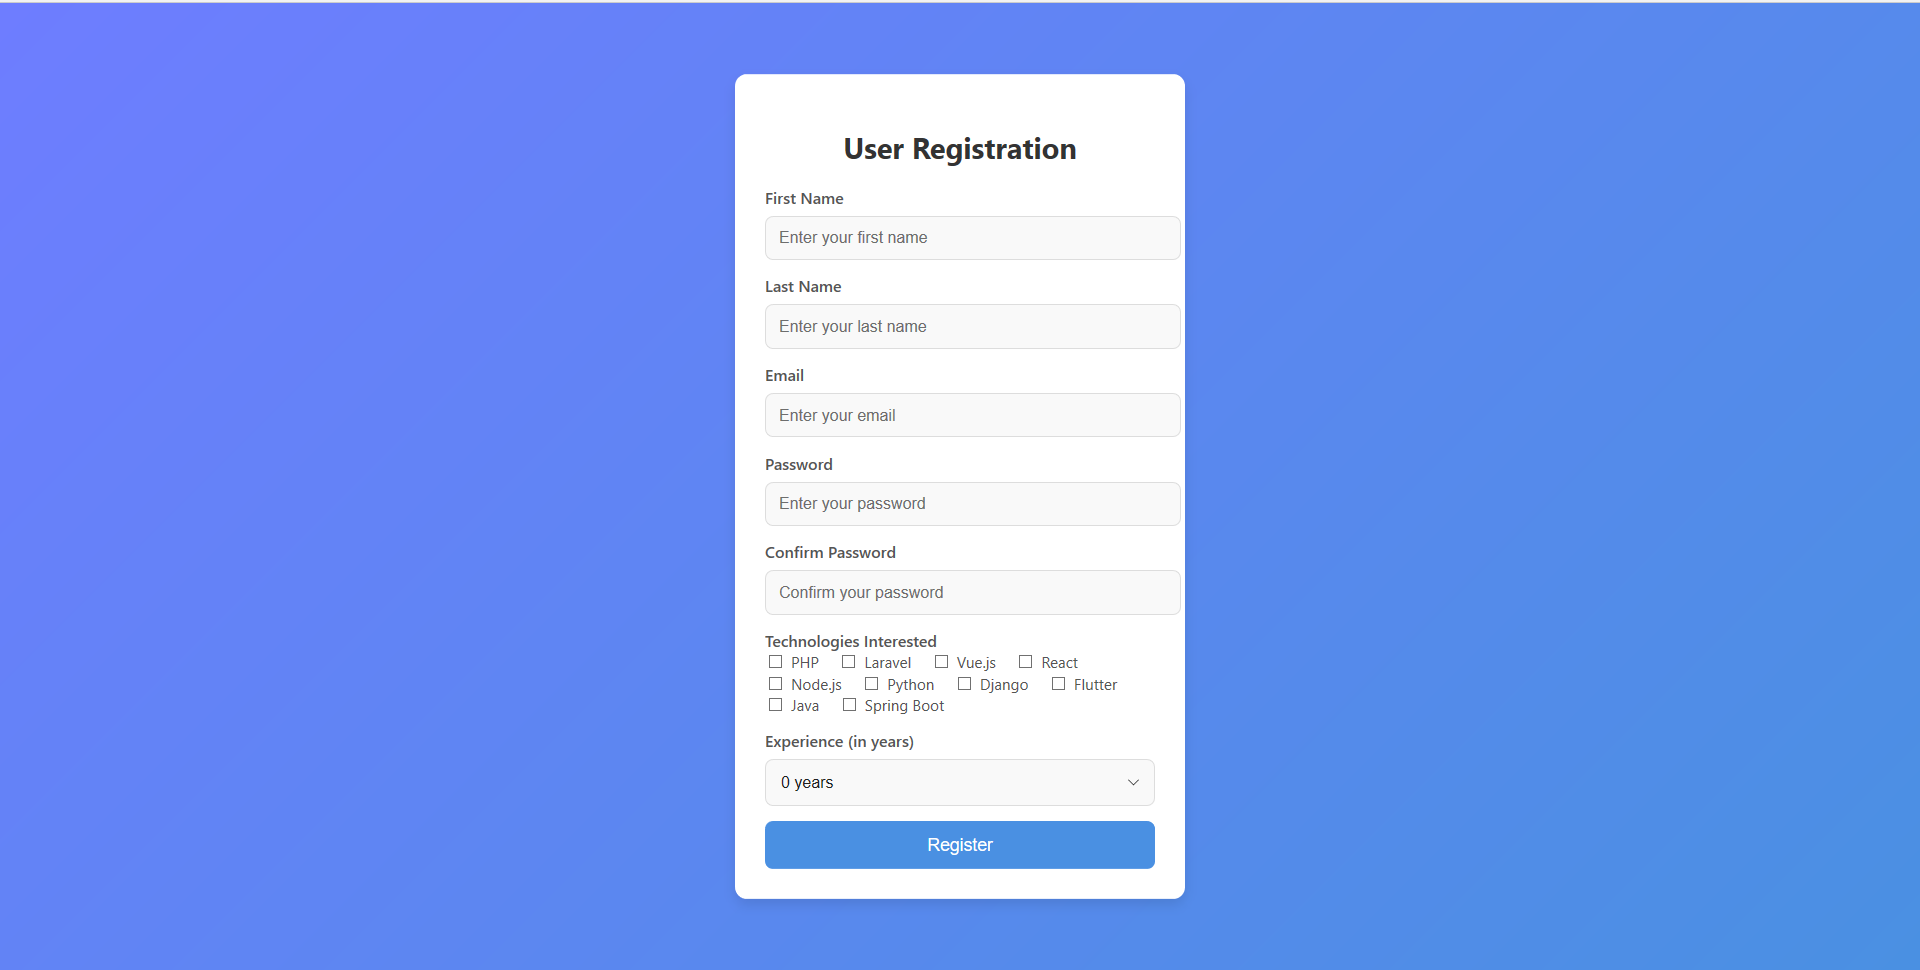 User Registration
First Name
Enter your first name
Last Name
Enter your last name
Email
Enter your email
Password
Enter your password
Confirm Password
Confirm your password
Technologies Interested
PHP Laravel Vue.js React
Node.js Python Django Flutter
Java Spring Boot
Experience (in years)
0 years
Register